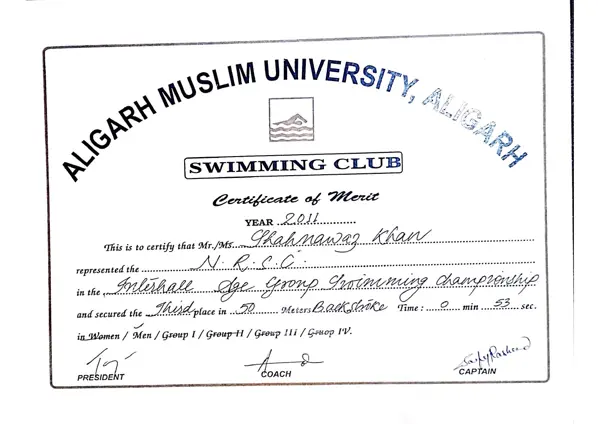 ALIGARH MUSLIM UNIVERSITY, ALIGARH
SWIMMING CLUB
Certificate of Merit
YEAR 2011
This is to certify that Mr./Ms. Shahnawaz Khan
represented the N. R. S. C.
in the Interhall Age Group Swimming Championship
and secured the Third place in 50 Meters Backstroke Time : 0 min 53 sec.
in Women / Men / Group I / Group II / Group III / Group IV.
PRESIDENT
COACH
CAPTAIN